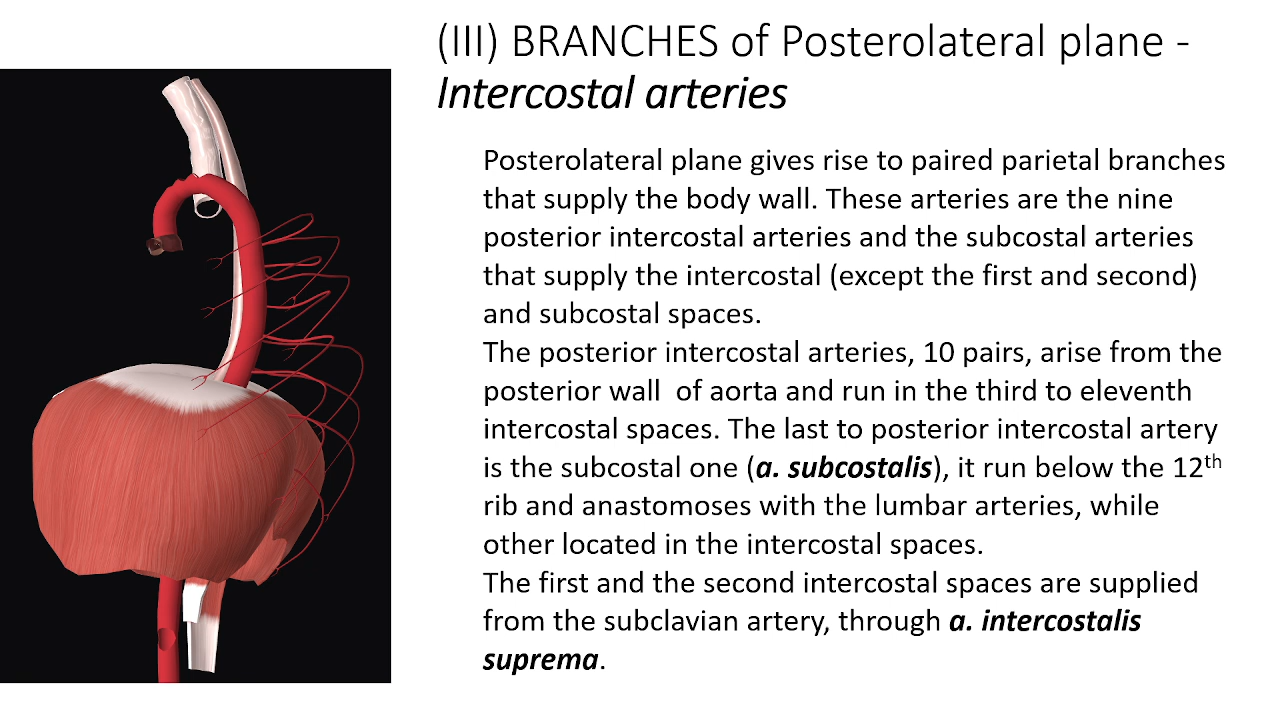 (III) BRANCHES of Posterolateral plane -
Intercostal arteries
Posterolateral plane gives rise to paired parietal branches
that supply the body wall. These arteries are the nine
posterior intercostal arteries and the subcostal arteries
that supply the intercostal (except the first and second)
and subcostal spaces.
The posterior intercostal arteries, 10 pairs, arise from the
posterior wall  of aorta and run in the third to eleventh
intercostal spaces. The last to posterior intercostal artery
is the subcostal one (a. subcostalis), it run below the 12th
rib and anastomoses with the lumbar arteries, while
other located in the intercostal spaces.
The first and the second intercostal spaces are supplied
from the subclavian artery, through a. intercostalis
suprema.